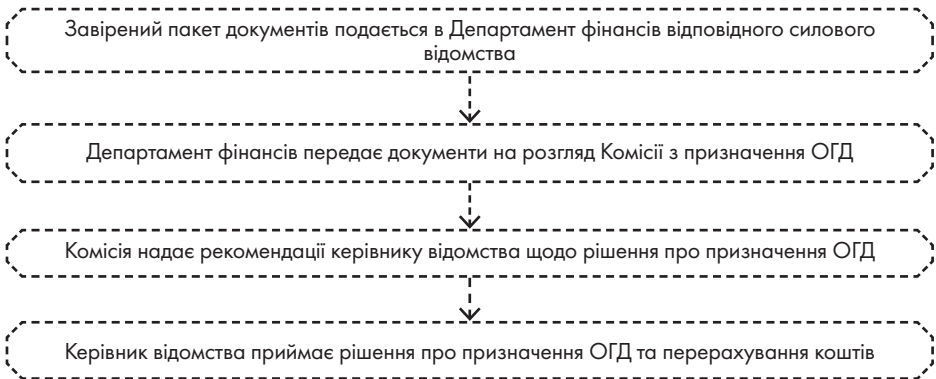 Завірений пакет документів подається в Департамент фінансів відповідного силового
відомства
Департамент фінансів передає документи на розгляд Комісії з призначення ОГД
Комісія надає рекомендації керівнику відомства щодо рішення про призначення ОГД
Керівник відомства приймає рішення про призначення ОГД та перерахування коштів